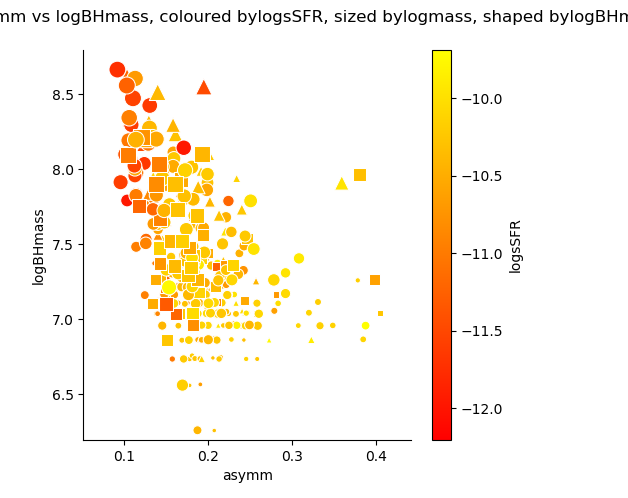 vs logBHmass, coloured bylogsSFR, sized bylogmass, shaped
8.5
8.0
7.5
7.0
6.5
logBHmass
0.1 0.2 0.3 0.4
asymm
−10.0
−10.5
−11.0
−11.5
−12.0
logsSFR